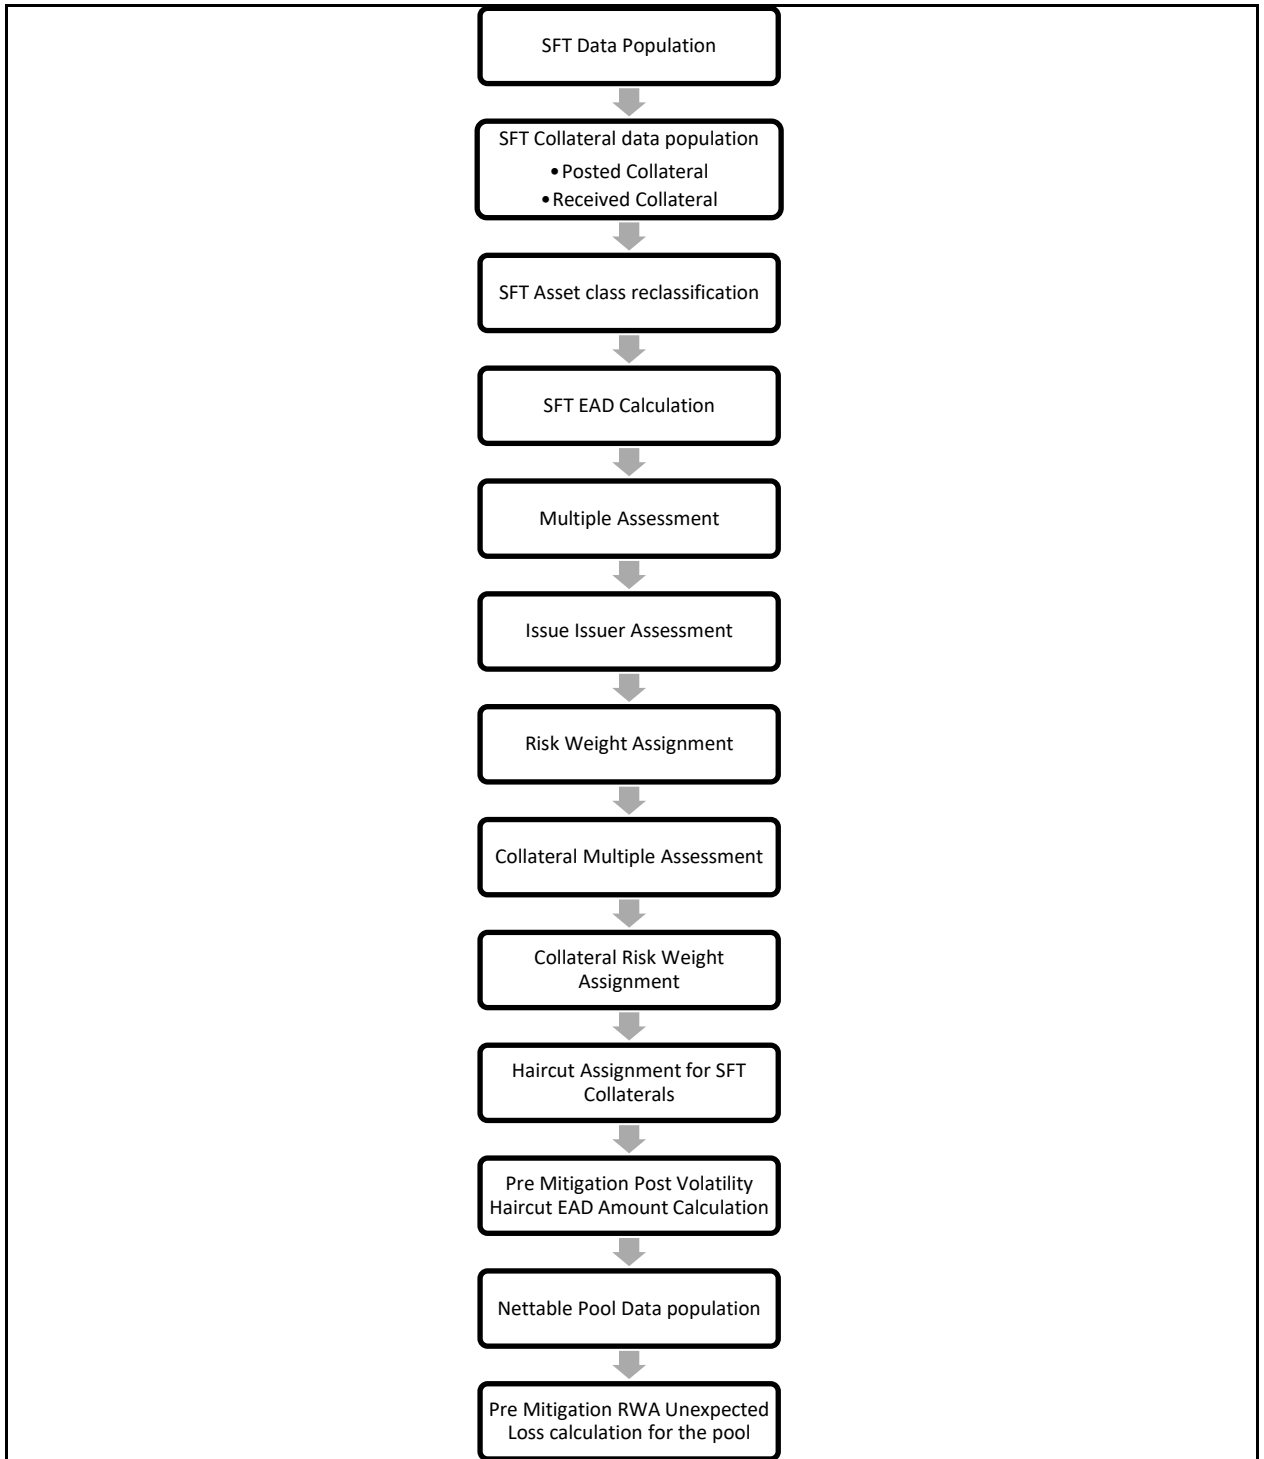 SFT Data Population
SFT Collateral data population
•Posted Collateral
•Received Collateral
SFT Asset class reclassification
SFT EAD Calculation
Multiple Assessment
Issue Issuer Assessment
Risk Weight Assignment
Collateral Multiple Assessment
Collateral Risk Weight
Assignment
Haircut Assignment for SFT
Collaterals
Pre Mitigation Post Volatility
Haircut EAD Amount Calculation
Nettable Pool Data population
Pre Mitigation RWA Unexpected
Loss calculation for the pool